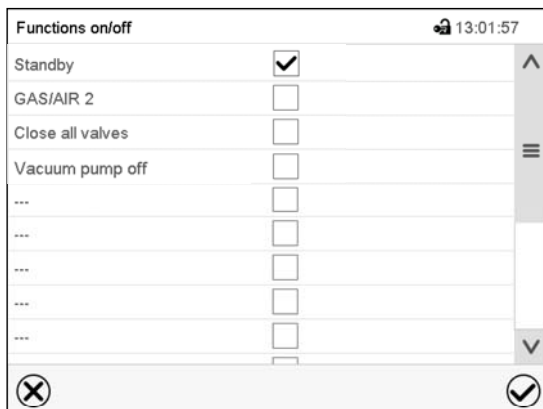 Functions on/off 13:01:57
Standby
GAS/AIR 2
Close all valves
Vacuum pump off
---
---
---
---
---